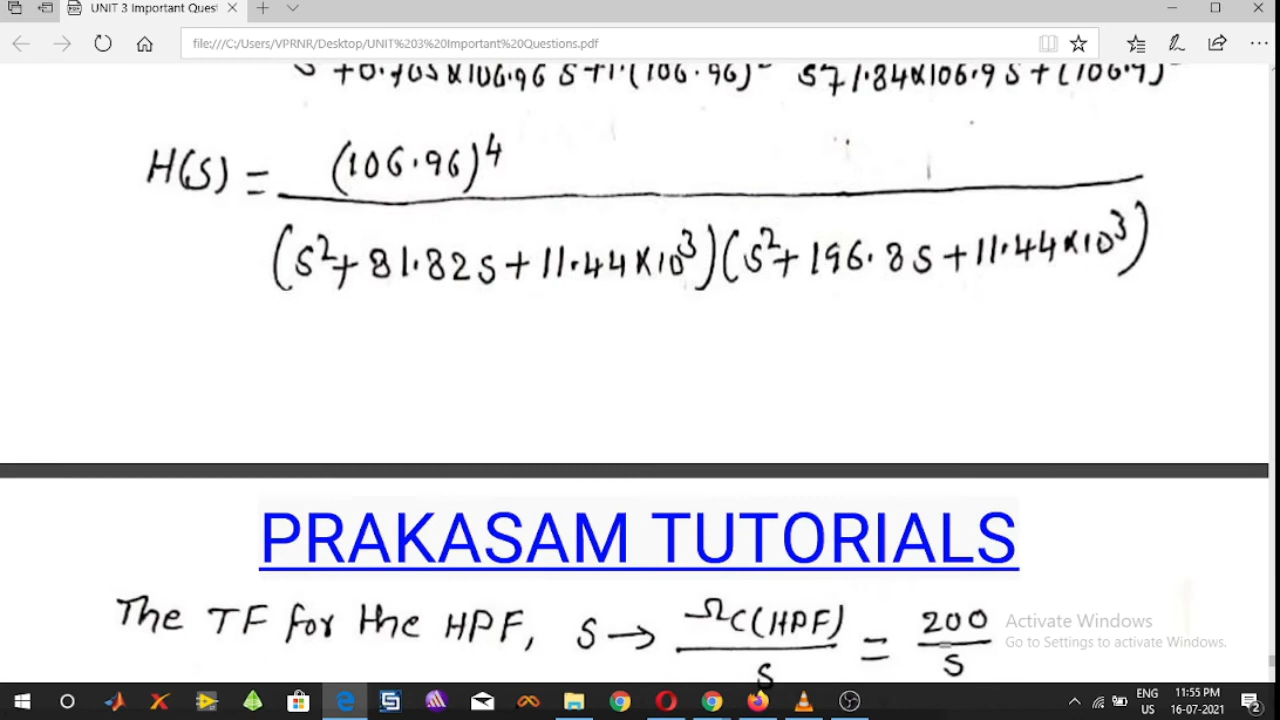 UNIT 3 Important Quest
file:///C:/Users/VPRNR/Desktop/UNIT%203%20Important%20Questions.pdf
H(S) = (106.96)^4
(S^2+81.82S+11.44×10^3)(S^2+196.8S+11.44×10^3)
PRAKASAM TUTORIALS
The TF for the HPF, S → ΩC(HPF)/S = 200/S
Activate Windows
Go to Settings to activate Windows.
ENG 11:55 PM
US 16-07-2021 2